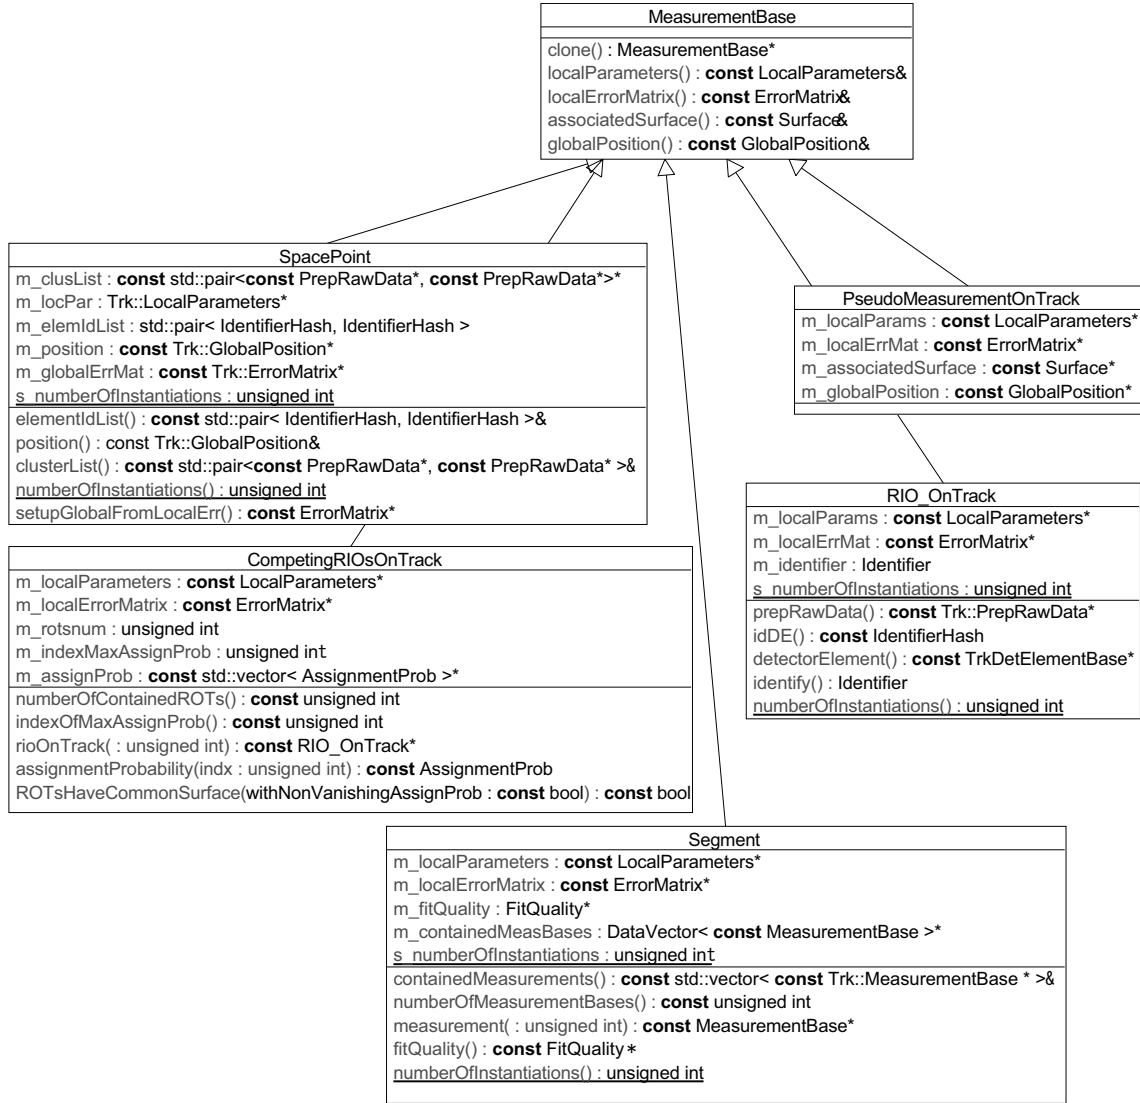 MeasurementBase
clone() : MeasurementBase*
localParameters() : const LocalParameters&
localErrorMatrix() : const ErrorMatrix&
associatedSurface() : const Surface&
globalPosition() : const GlobalPosition&
SpacePoint
m_clusList : const std::pair<const PrepRawData*, const PrepRawData*>*
m_locPar : Trk::LocalParameters*
m_elemIdList : std::pair< IdentifierHash, IdentifierHash >
m_position : const Trk::GlobalPosition*
m_globalErrMat : const Trk::ErrorMatrix*
s_numberOfInstantiations : unsigned int
elementIdList() : const std::pair< IdentifierHash, IdentifierHash >&
position() : const Trk::GlobalPosition&
clusterList() : const std::pair<const PrepRawData*, const PrepRawData* >&
numberOfInstantiations() : unsigned int
setupGlobalFromLocalErr() : const ErrorMatrix*
PseudoMeasurementOnTrack
m_localParams : const LocalParameters*
m_localErrMat : const ErrorMatrix*
m_associatedSurface : const Surface*
m_globalPosition : const GlobalPosition*
RIO_OnTrack
m_localParams : const LocalParameters*
m_localErrMat : const ErrorMatrix*
m_identifier : Identifier
s_numberOfInstantiations : unsigned int
prepRawData() : const Trk::PrepRawData*
idDE() : const IdentifierHash
detectorElement() : const TrkDetElementBase*
identify() : Identifier
numberOfInstantiations() : unsigned int
CompetingRIOsOnTrack
m_localParameters : const LocalParameters*
m_localErrorMatrix : const ErrorMatrix*
m_rotsnum : unsigned int
m_indexMaxAssignProb : unsigned int
m_assignProb : const std::vector< AssignmentProb >*
numberOfContainedROTs() : const unsigned int
indexOfMaxAssignProb() : const unsigned int
rioOnTrack( : unsigned int) : const RIO_OnTrack*
assignmentProbability(indx : unsigned int) : const AssignmentProb
ROTsHaveCommonSurface(withNonVanishingAssignProb : const bool) : const bool
Segment
m_localParameters : const LocalParameters*
m_localErrorMatrix : const ErrorMatrix*
m_fitQuality : FitQuality*
m_containedMeasBases : DataVector< const MeasurementBase >*
s_numberOfInstantiations : unsigned int
containedMeasurements() : const std::vector< const Trk::MeasurementBase * >&
numberOfMeasurementBases() : const unsigned int
measurement( : unsigned int) : const MeasurementBase*
fitQuality() : const FitQuality*
numberOfInstantiations() : unsigned int